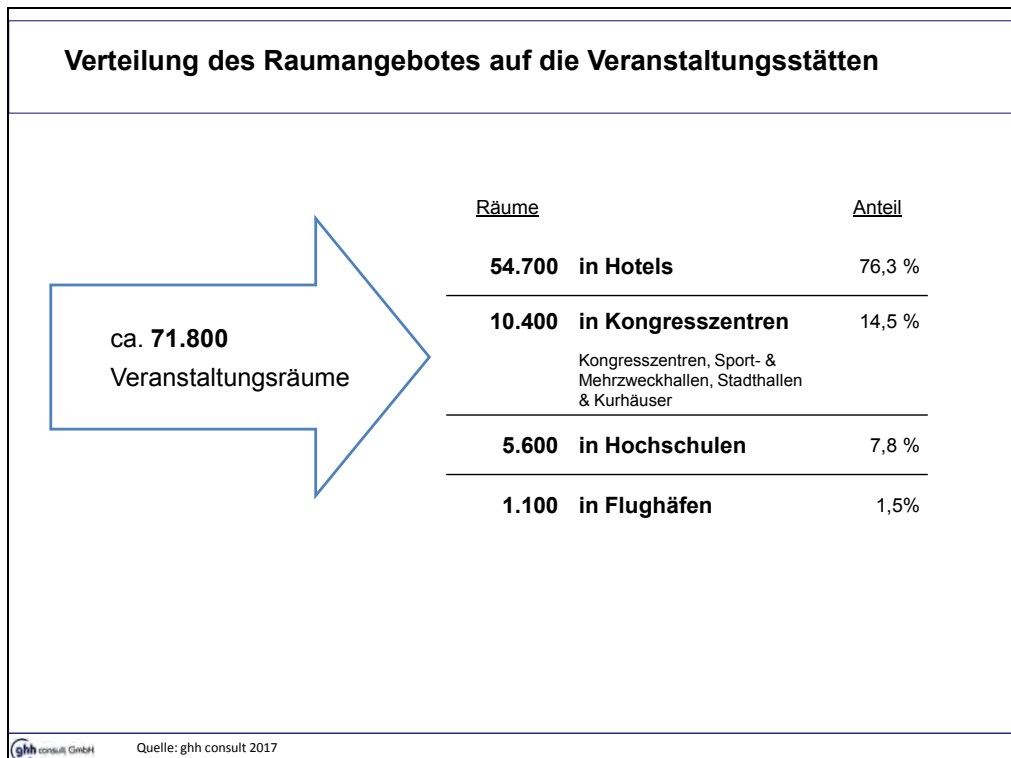 Verteilung des Raumangebotes auf die Veranstaltungsstätten
ca. 71.800
Veranstaltungsräume
Räume Anteil
54.700 in Hotels 76,3 %
10.400 in Kongresszentren 14,5 %
Kongresszentren, Sport- &
Mehrzweckhallen, Stadthallen
& Kurhäuser
5.600 in Hochschulen 7,8 %
1.100 in Flughäfen 1,5%
ghh consult GmbH Quelle: ghh consult 2017